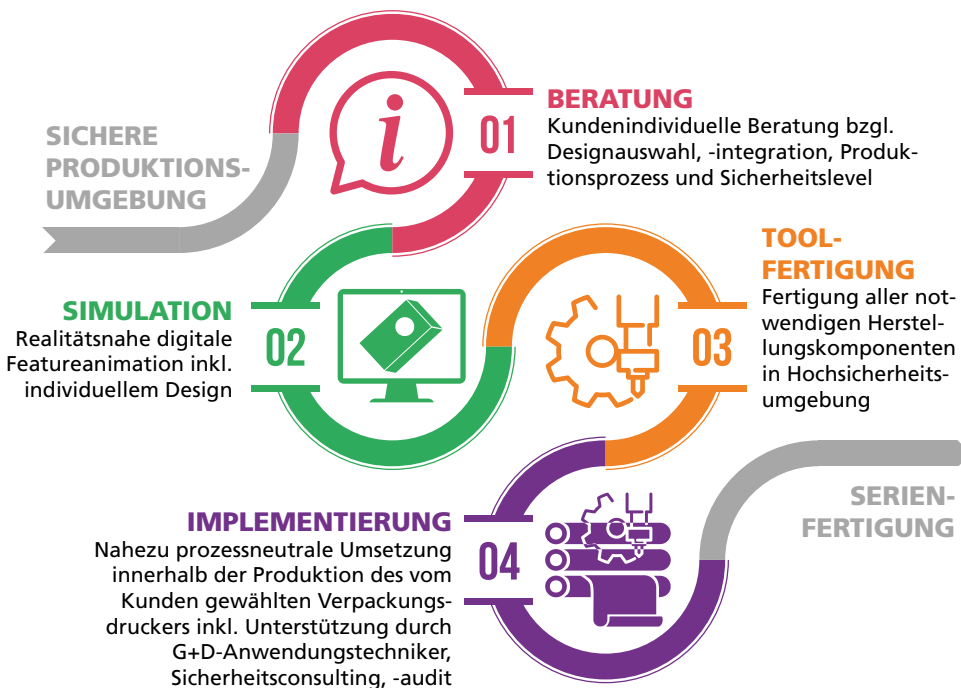 SICHERE
PRODUKTIONS-
UMGEBUNG
01
BERATUNG
Kundenindividuelle Beratung bzgl.
Designauswahl, -integration, Produk-
tionsprozess und Sicherheitslevel
SIMULATION
Realitätsnahe digitale
Featureanimation inkl.
individuellem Design
02
03
TOOL-
FERTIGUNG
Fertigung aller not-
wendigen Herstel-
lungskomponenten
in Hochsicherheits-
umgebung
IMPLEMENTIERUNG
Nahezu prozessneutrale Umsetzung
innerhalb der Produktion des vom
Kunden gewählten Verpackungs-
druckers inkl. Unterstützung durch
G+D-Anwendungstechniker,
Sicherheitsconsulting, -audit
04
SERIEN-
FERTIGUNG